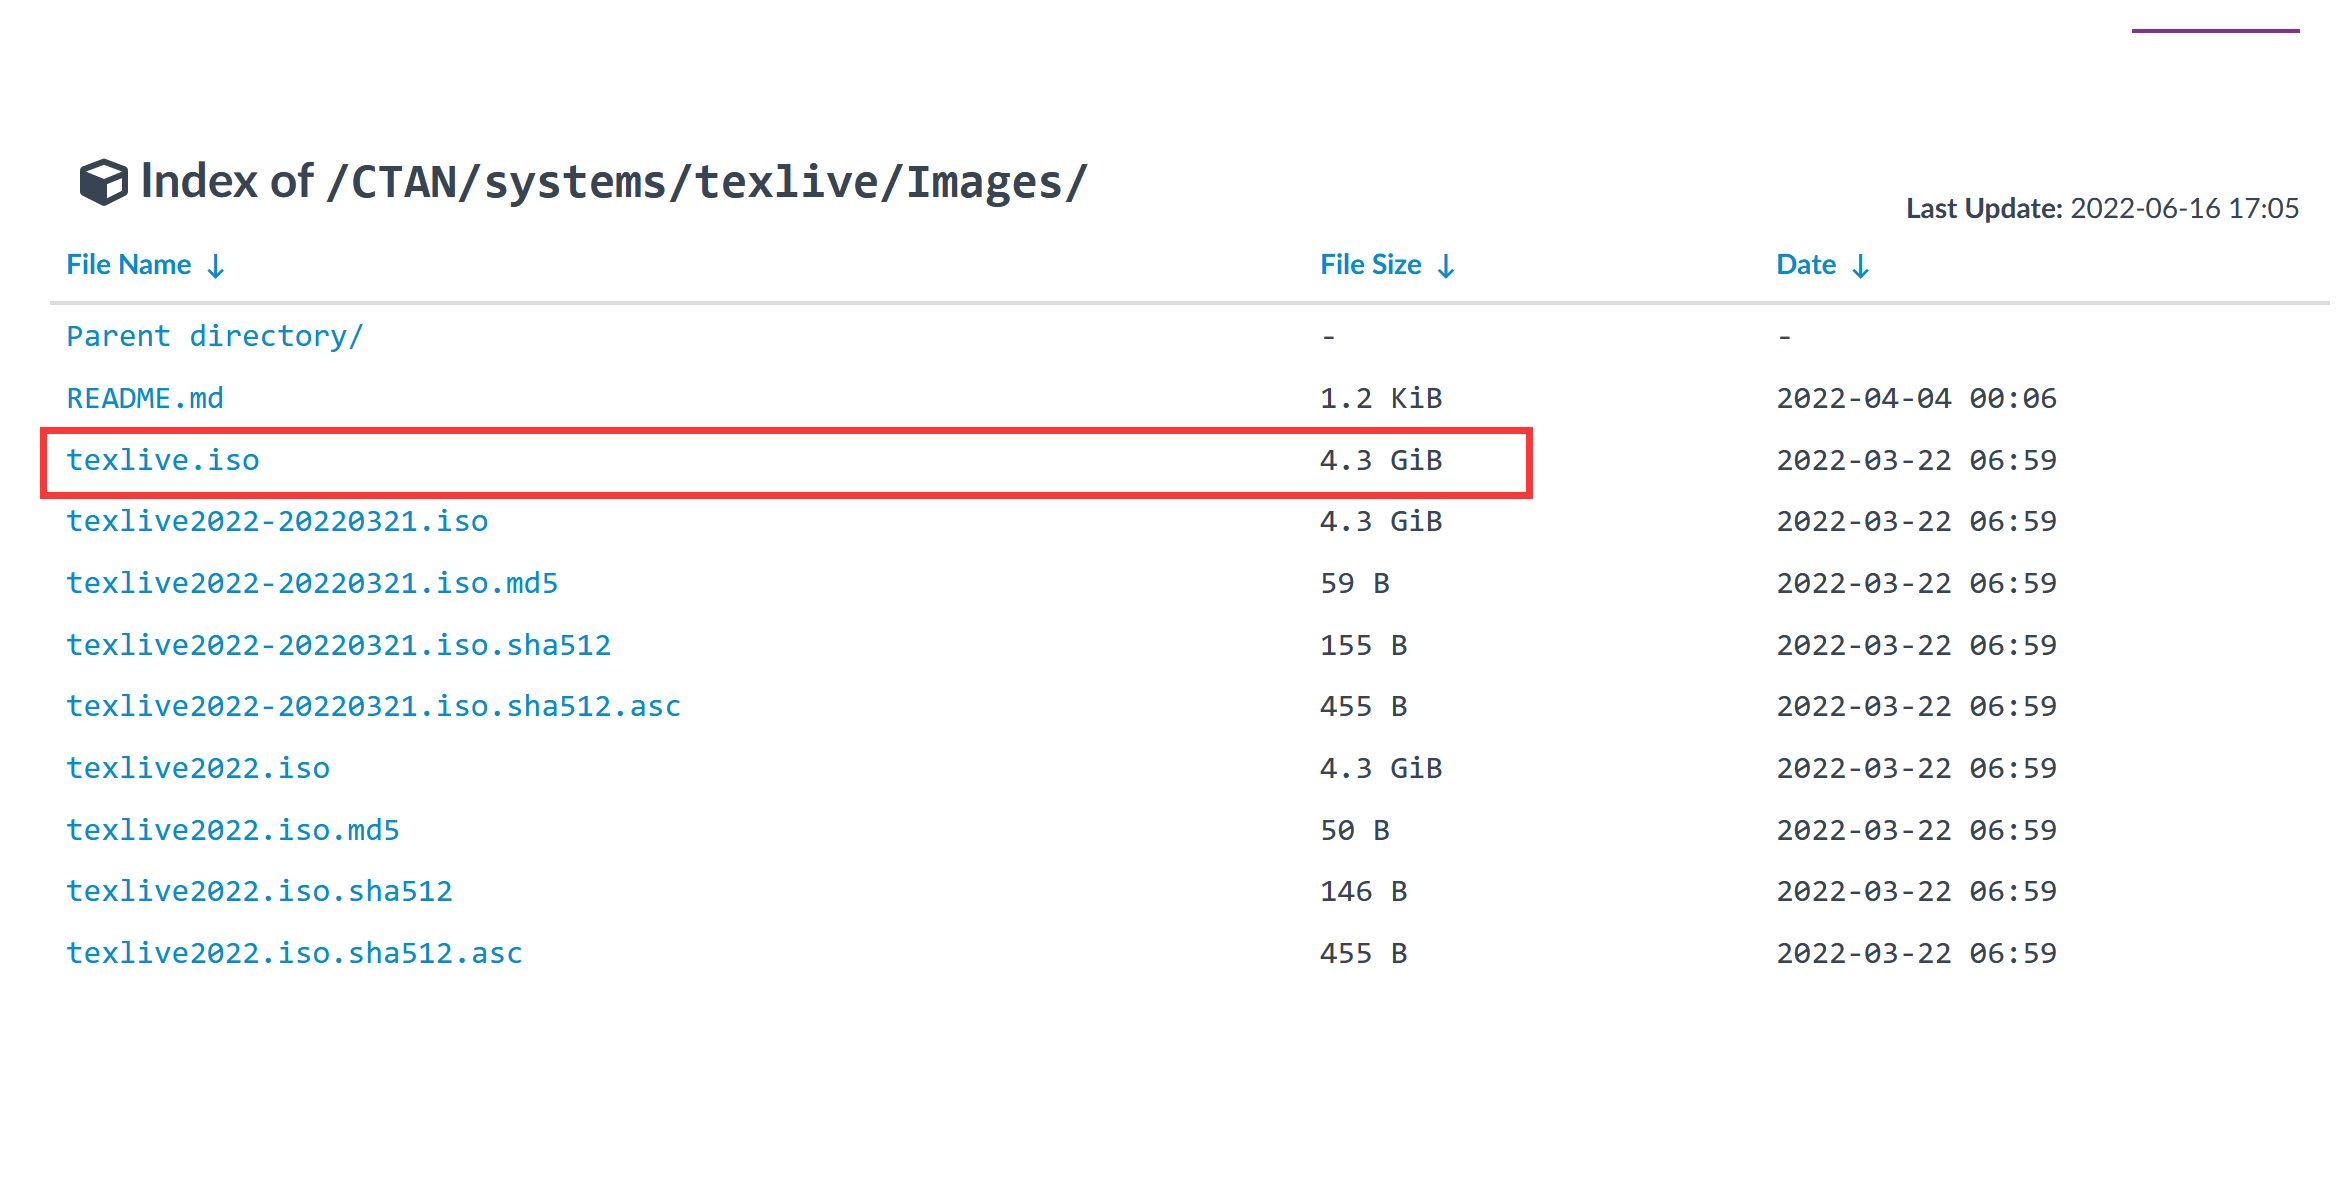 Index of /CTAN/systems/texlive/Images/
Last Update: 2022-06-16 17:05
File Name ↓ File Size ↓ Date ↓
Parent directory/ - -
README.md 1.2 KiB 2022-04-04 00:06
texlive.iso 4.3 GiB 2022-03-22 06:59
texlive2022-20220321.iso 4.3 GiB 2022-03-22 06:59
texlive2022-20220321.iso.md5 59 B 2022-03-22 06:59
texlive2022-20220321.iso.sha512 155 B 2022-03-22 06:59
texlive2022-20220321.iso.sha512.asc 455 B 2022-03-22 06:59
texlive2022.iso 4.3 GiB 2022-03-22 06:59
texlive2022.iso.md5 50 B 2022-03-22 06:59
texlive2022.iso.sha512 146 B 2022-03-22 06:59
texlive2022.iso.sha512.asc 455 B 2022-03-22 06:59